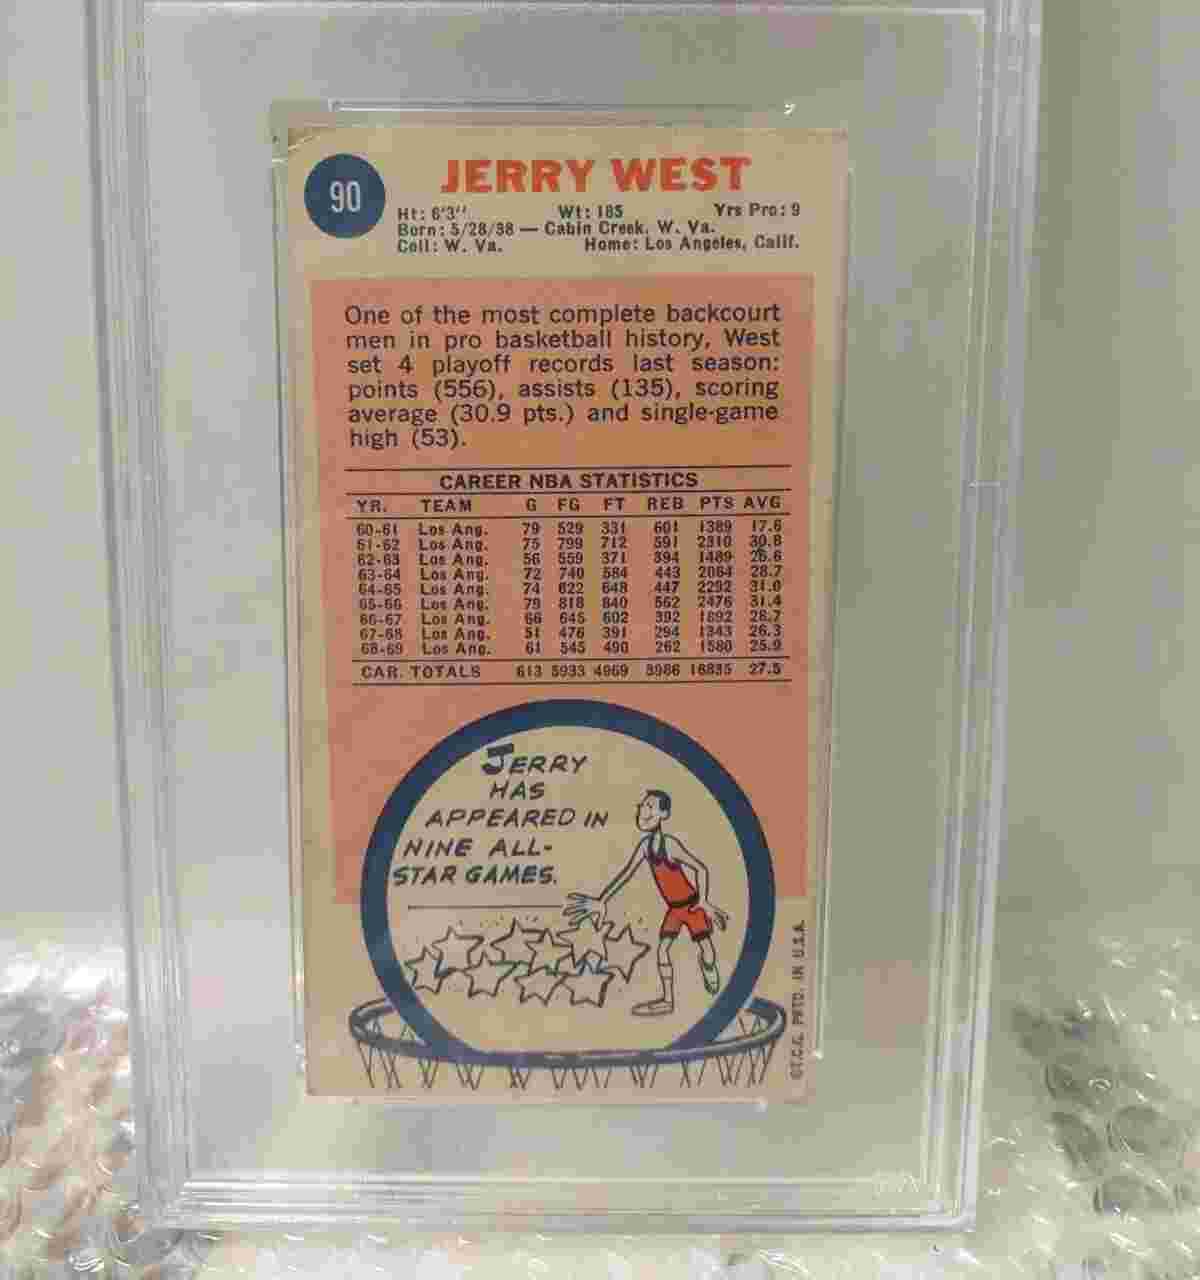 90
JERRY WEST
Ht: 6'3" Wt: 185 Yrs Pro: 9
Born: 5/28/38 — Cabin Creek, W. Va.
Coll: W. Va. Home: Los Angeles, Calif.
One of the most complete backcourt
men in pro basketball history, West
set 4 playoff records last season:
points (556), assists (135), scoring
average (30.9 pts.) and single-game
high (53).
CAREER NBA STATISTICS
YR. TEAM G FG FT REB PTS AVG
60-61 Los Ang. 79 529 331 601 1389 17.6
61-62 Los Ang. 75 799 712 591 2310 30.8
62-63 Los Ang. 56 559 371 394 1489 26.6
63-64 Los Ang. 72 740 584 443 2064 28.7
64-65 Los Ang. 74 822 648 447 2292 31.0
65-66 Los Ang. 79 818 840 562 2476 31.4
66-67 Los Ang. 66 645 602 392 1892 28.7
67-68 Los Ang. 51 476 391 294 1343 26.3
68-69 Los Ang. 61 545 490 262 1580 25.9
CAR. TOTALS 613 5933 4969 3986 16835 27.5
JERRY
HAS
APPEARED IN
NINE ALL-
STAR GAMES.
©T.C.G. PRTD. IN U.S.A.